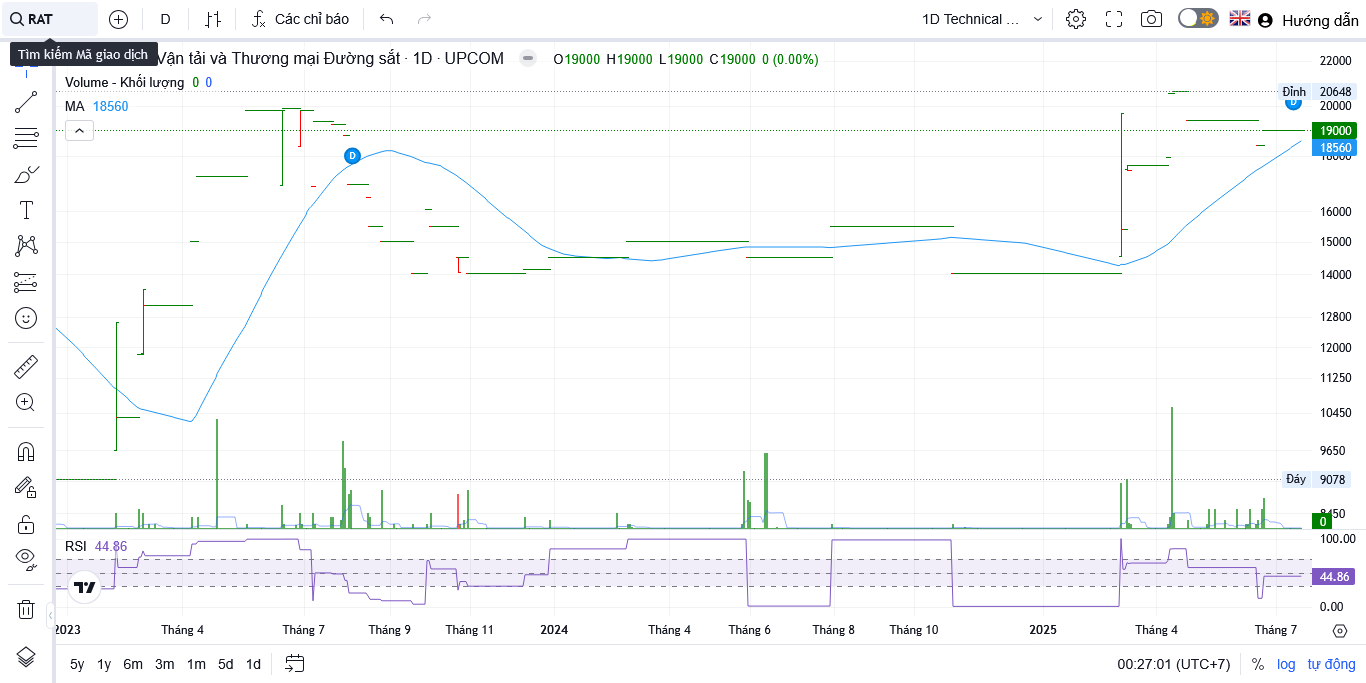 RAT
D
Các chỉ báo
1D Technical ...
Hướng dẫn
Tìm kiếm Mã giao dịch
Vận tải và Thương mại Đường sắt · 1D · UPCOM
O19000 H19000 L19000 C19000 0 (0.00%)
Volume - Khối lượng 0 0
MA 18560
D
D
22000
Đỉnh 20648
20000
19000
18560
18000
16000
15000
14000
12800
12000
11250
10450
9650
Đáy 9078
8450
0
RSI 44.86
100.00
44.86
0.00
2023
Tháng 4
Tháng 7
Tháng 9
Tháng 11
2024
Tháng 4
Tháng 6
Tháng 8
Tháng 10
2025
Tháng 4
Tháng 7
5y 1y 6m 3m 1m 5d 1d
00:27:01 (UTC+7)
% log tự động